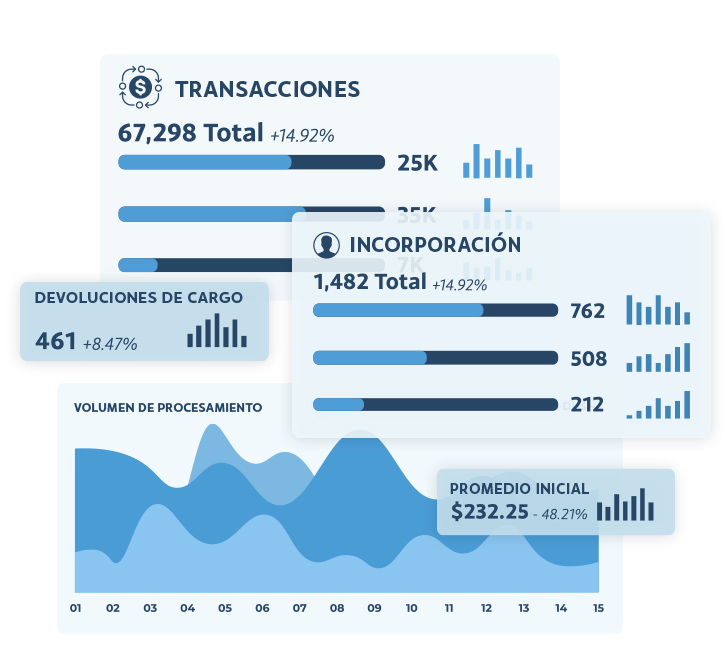 TRANSACCIONES
67,298 Total +14.92%
25K
35K
7K
INCORPORACIÓN
1,482 Total +14.92%
762
508
212
DEVOLUCIONES DE CARGO
461 +8.47%
VOLUMEN DE PROCESAMIENTO
PROMEDIO INICIAL
$232.25 - 48.21%
01 02 03 04 05 06 07 08 09 10 11 12 13 14 15